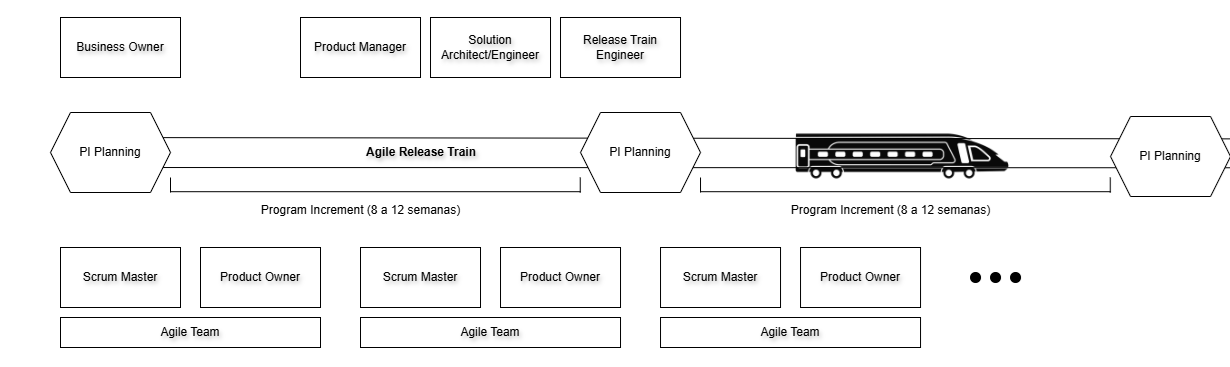 Business Owner
Product Manager
Solution
Architect/Engineer
Release Train
Engineer
PI Planning
Agile Release Train
PI Planning
PI Planning
Program Increment (8 a 12 semanas)
Program Increment (8 a 12 semanas)
Scrum Master
Product Owner
Scrum Master
Product Owner
Scrum Master
Product Owner
Agile Team
Agile Team
Agile Team